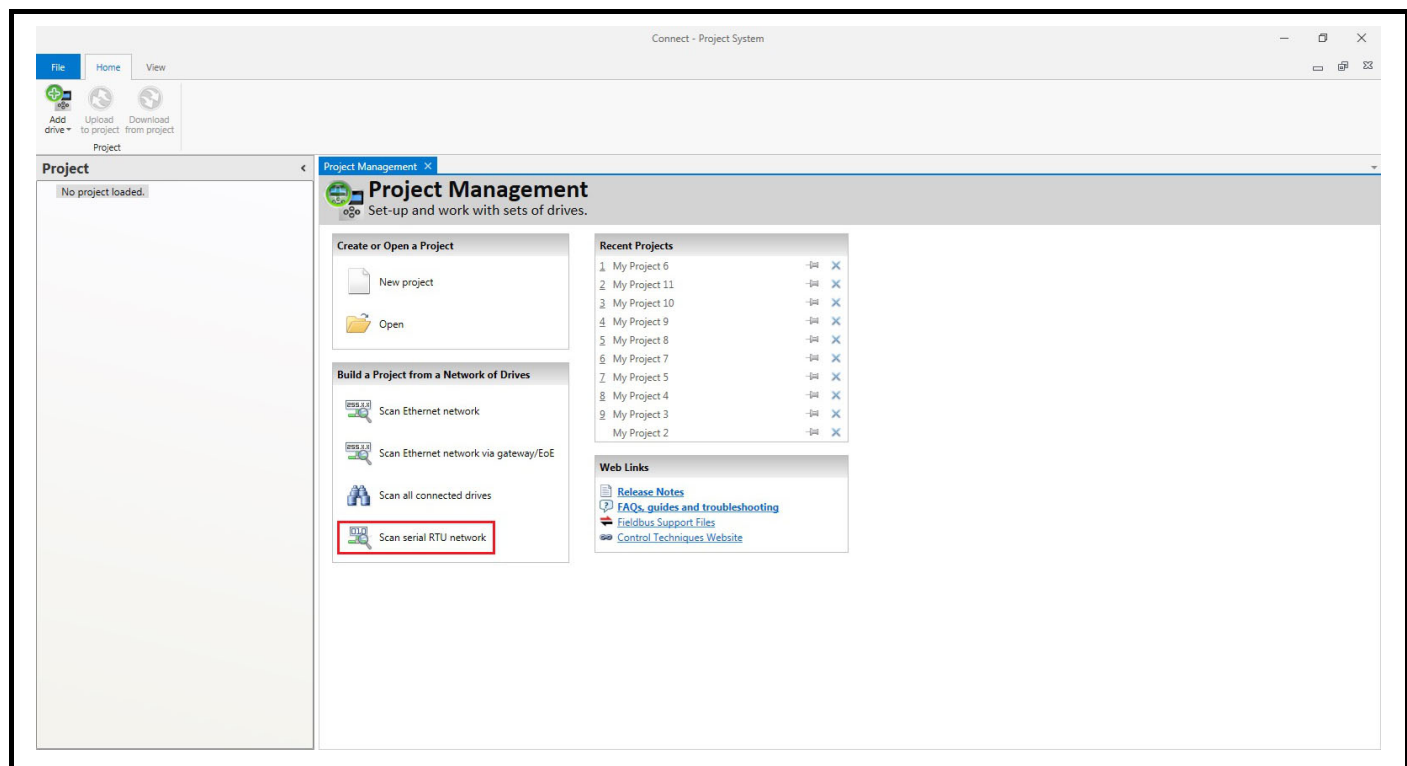 Connect - Project System
File Home View
Add drive Upload to project Download from project
Project
Project
No project loaded.
Project Management
Project Management
Set-up and work with sets of drives.
Create or Open a Project
New project
Open
Build a Project from a Network of Drives
255.X.X
Scan Ethernet network
255.X.X
Scan Ethernet network via gateway/EoE
Scan all connected drives
010
Scan serial RTU network
Recent Projects
1 My Project 6
2 My Project 11
3 My Project 10
4 My Project 9
5 My Project 8
6 My Project 7
7 My Project 5
8 My Project 4
9 My Project 3
My Project 2
Web Links
Release Notes
FAQs, guides and troubleshooting
Fieldbus Support Files
Control Techniques Website